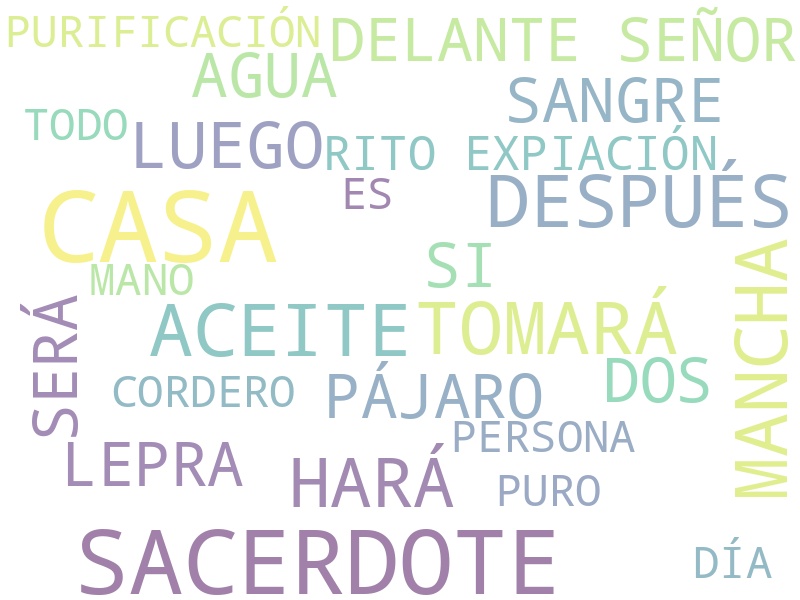 PURIFICACIÓN
DELANTE SEÑOR
AGUA
SANGRE
TODO
LUEGO
RITO EXPIACIÓN
ES
DESPUÉS
CASA
SI
MANO
MANCHA
SERÁ
ACEITE
TOMARÁ
DOS
CORDERO
PÁJARO
PERSONA
LEPRA
HARÁ
PURO
SACERDOTE
DÍA